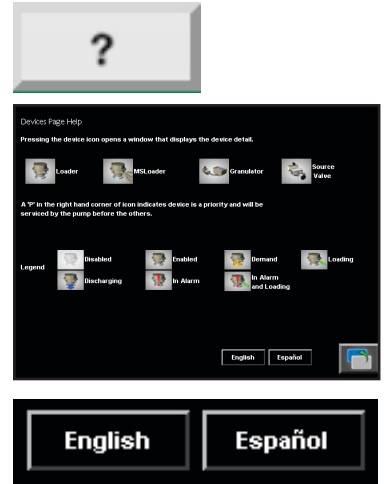 ?
Devices Page Help
Pressing the device icon opens a window that displays the device detail.
Loader
MSLoader
Granulator
Source
Valve
A 'P' in the right hand corner of icon indicates device is a priority and will be
serviced by the pump before the others.
Legend
Disabled
Enabled
Demand
Loading
Discharging
In Alarm
In Alarm
and Loading
English
Español
English
Español